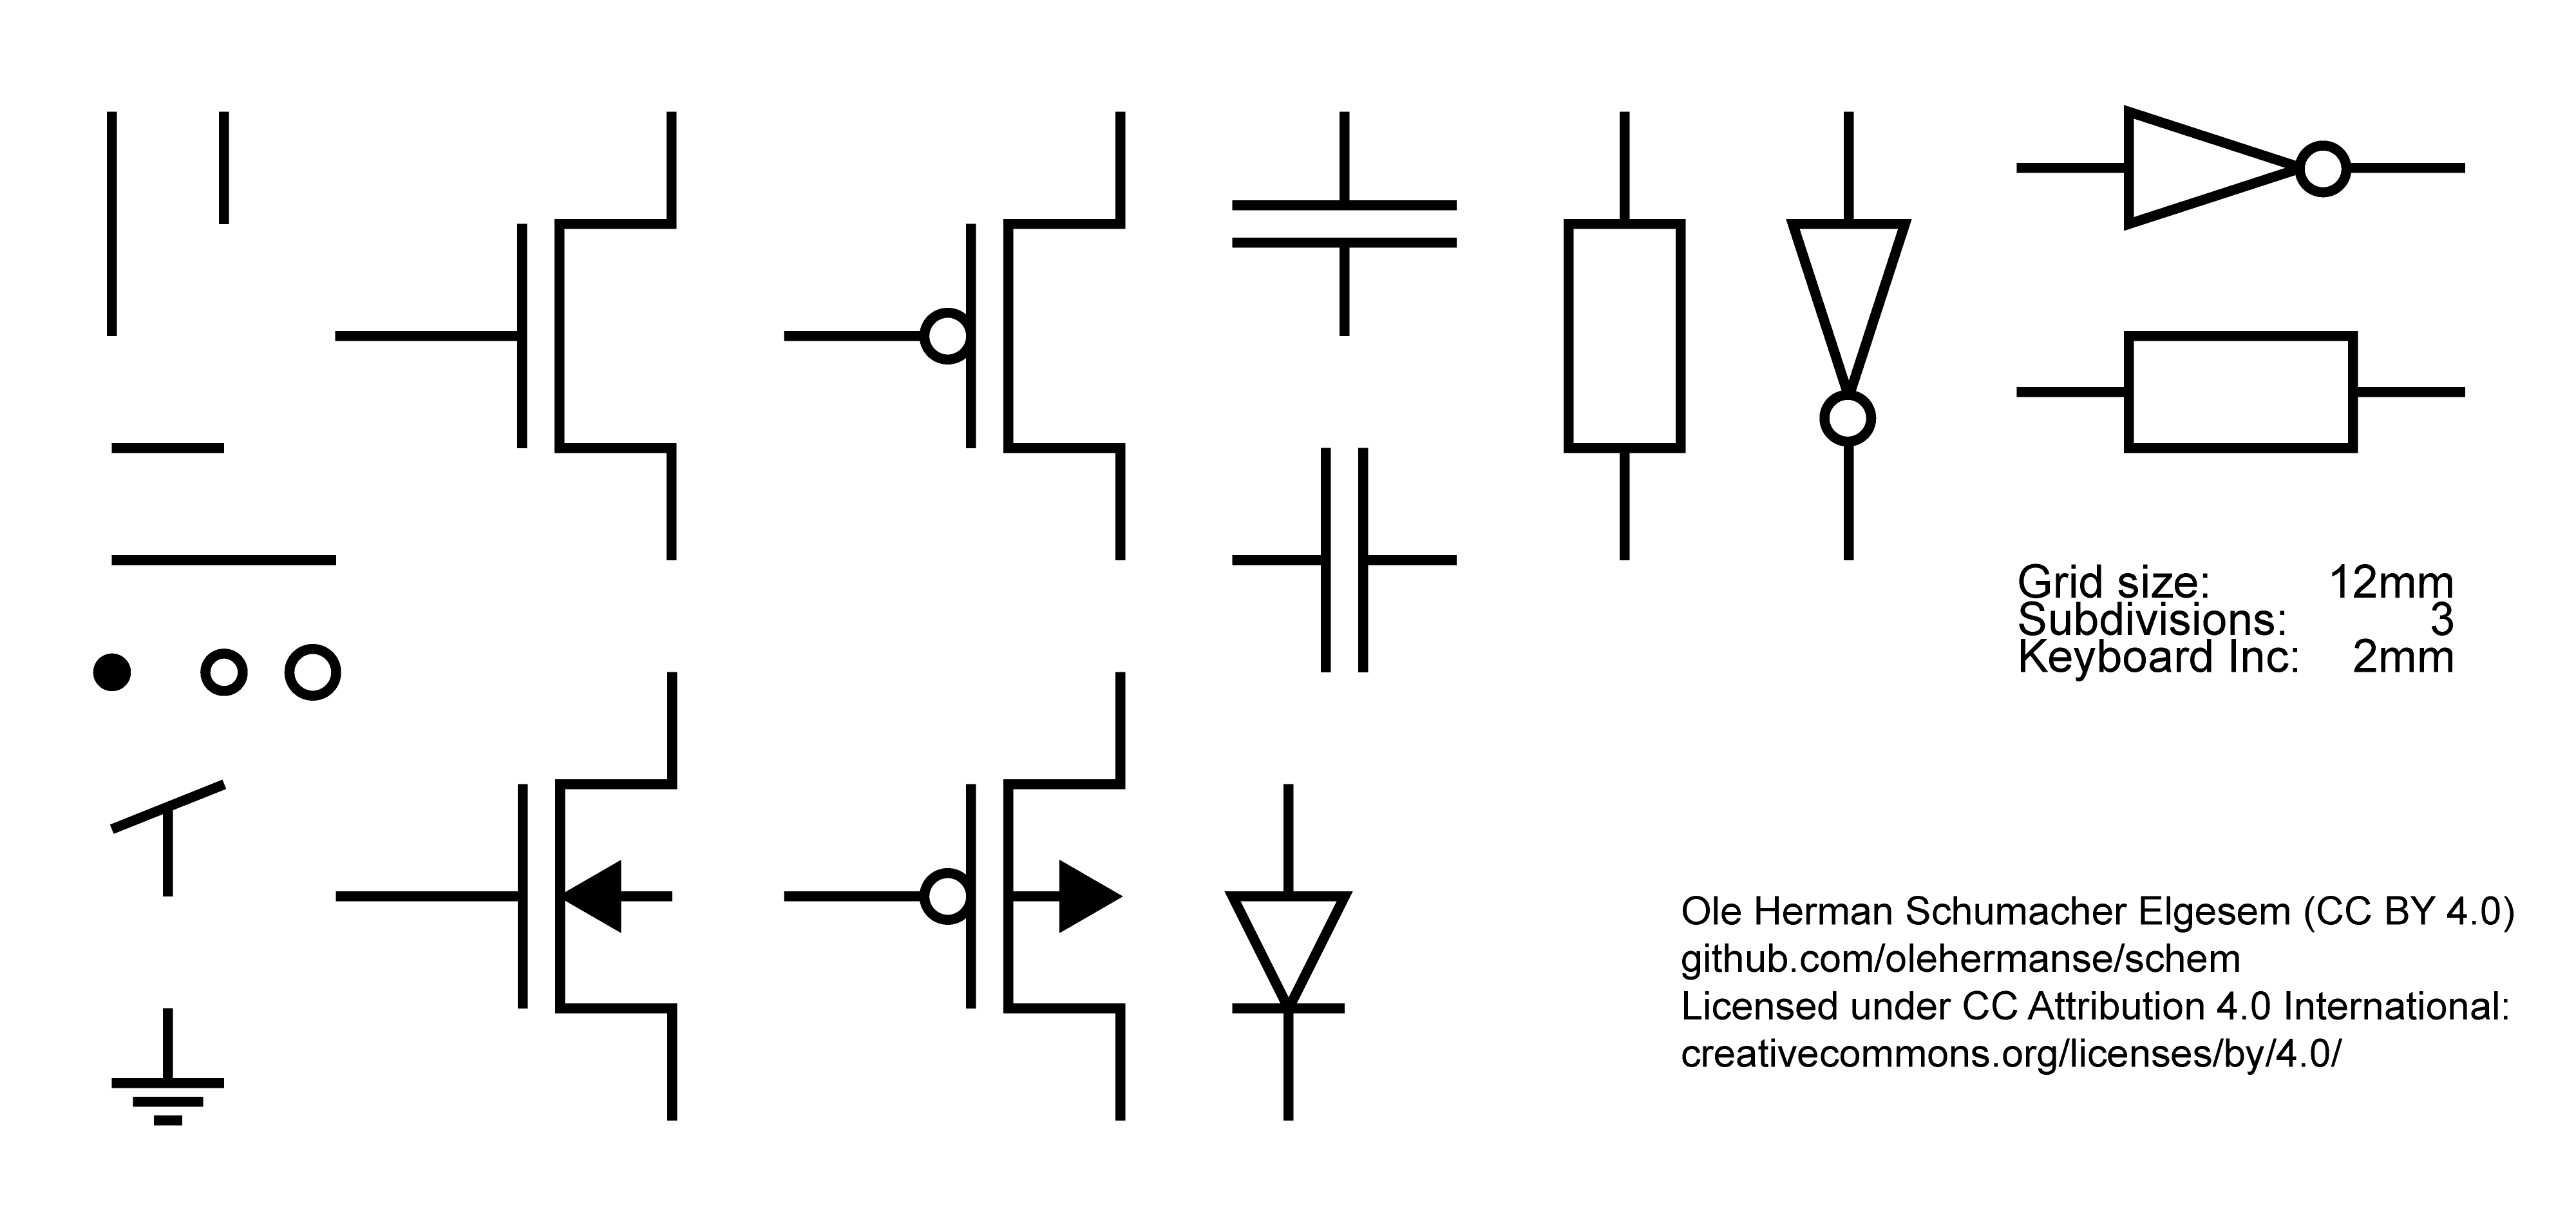 Grid size: 12mm
Subdivisions: 3
Keyboard Inc: 2mm
Ole Herman Schumacher Elgesem (CC BY 4.0)
github.com/olehermanse/schem
Licensed under CC Attribution 4.0 International:
creativecommons.org/licenses/by/4.0/